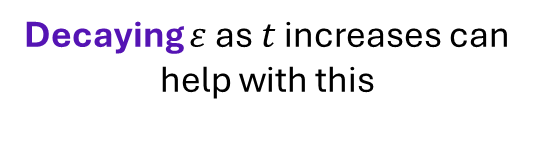 Decaying 𝜀 as 𝑡 increases can
help with this